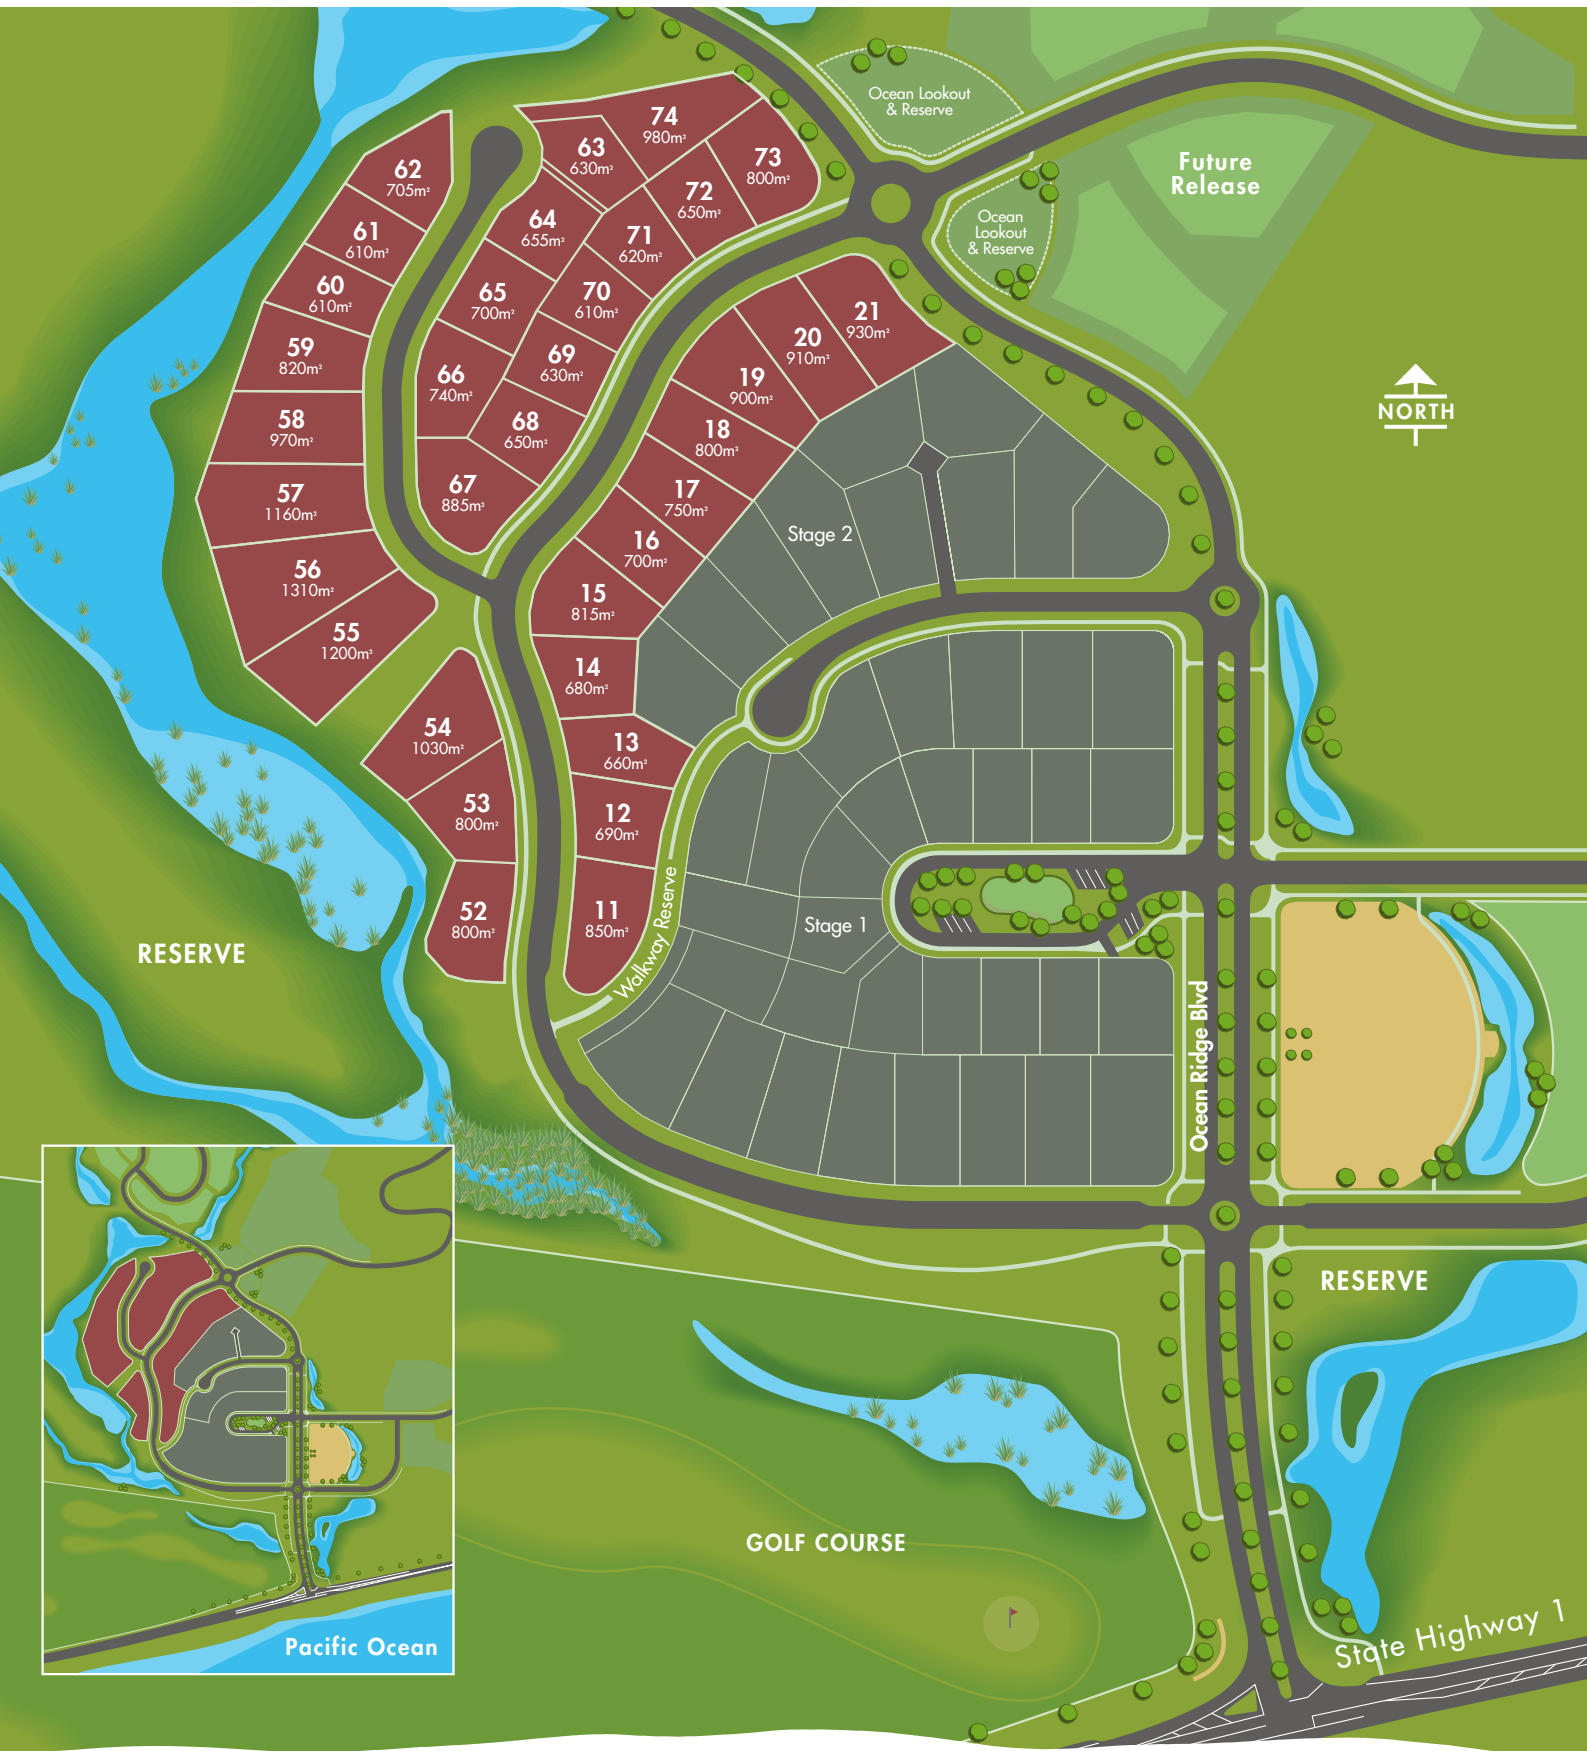 Ocean Lookout
& Reserve
74
980m²
63
630m²
73
800m²
62
705m²
Future
Release
72
650m²
64
655m²
Ocean
Lookout
& Reserve
61
610m²
71
620m²
60
610m²
65
700m²
70
610m²
21
930m²
20
910m²
59
820m²
69
630m²
66
740m²
19
900m²
NORTH
58
970m²
68
650m²
18
800m²
57
1160m²
67
885m²
17
750m²
Stage 2
16
700m²
56
1310m²
15
815m²
55
1200m²
14
680m²
54
1030m²
13
660m²
53
800m²
12
690m²
52
800m²
11
850m²
Walkway Reserve
Stage 1
RESERVE
Ocean Ridge Blvd
RESERVE
GOLF COURSE
State Highway 1
Pacific Ocean